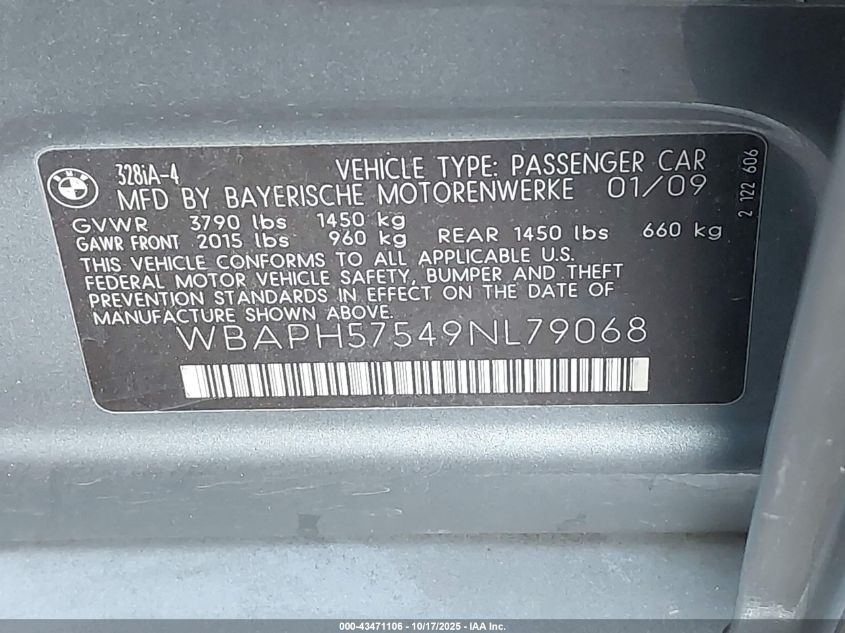 BMW
328iA-4
VEHICLE TYPE: PASSENGER CAR
MFD BY BAYERISCHE MOTORENWERKE 01/09
GVWR 3790 lbs 1450 kg
GAWR FRONT 2015 lbs 960 kg REAR 1450 lbs 660 kg
THIS VEHICLE CONFORMS TO ALL APPLICABLE U.S.
FEDERAL MOTOR VEHICLE SAFETY, BUMPER AND THEFT
PREVENTION STANDARDS IN EFFECT ON THE DATE OF
MANUFACTURE SHOWN ABOVE.
WBAPH57549NL79068
2 122 606
000-43471106 - 10/17/2025 - IAA Inc.